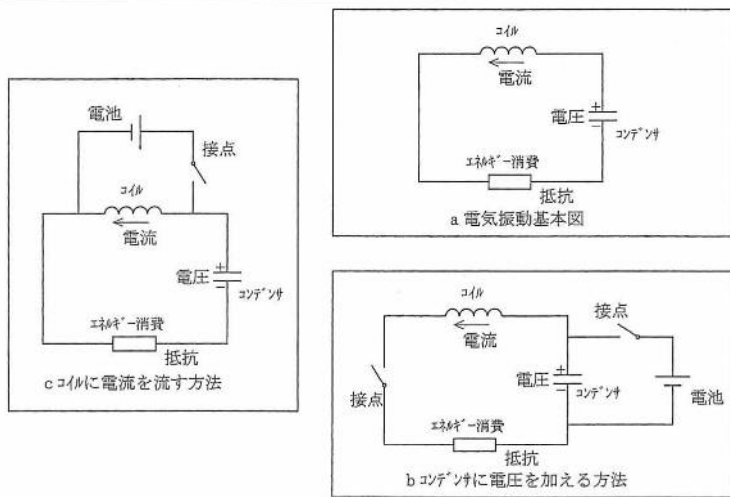 コイル
電流
電圧
+
−
コンデンサ
エネルギー消費
抵抗
a 電気振動基本図
電池
接点
コイル
電流
電圧
+
−
コンデンサ
エネルギー消費
抵抗
c コイルに電流を流す方法
コイル
電流
接点
接点
電圧
+
−
コンデンサ
電池
エネルギー消費
抵抗
b コンデンサに電圧を加える方法